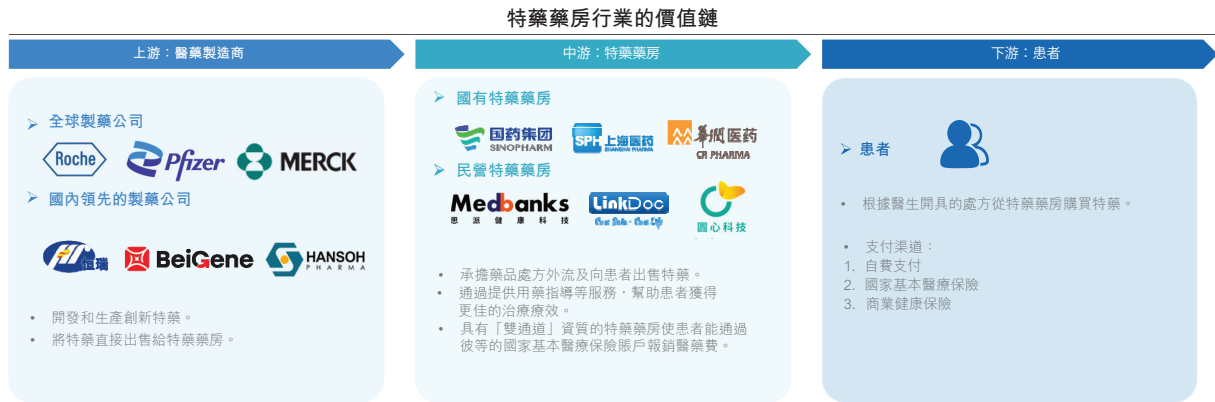 特藥藥房行業的價值鏈
上游：醫藥製造商
中游：特藥藥房
下游：患者
➢ 全球製藥公司
Roche
Pfizer
MERCK
➢ 國內領先的製藥公司
恒瑞
BeiGene
HANSOH
PHARMA
• 開發和生產創新特藥。
• 將特藥直接出售給特藥藥房。
➢ 國有特藥藥房
国药集团
SINOPHARM
SPH 上海医药
SHANGHAI PHARMA
華潤医药
CR PHARMA
➢ 民營特藥藥房
Medbanks
思派健康科技
LinkDoc
圆心科技
• 承擔藥品處方外流及向患者出售特藥。
• 通過提供用藥指導等服務，幫助患者獲得
更佳的治療療效。
• 具有「雙通道」資質的特藥藥房使患者能通過
彼等的國家基本醫療保險賬戶報銷醫藥費。
➢ 患者
• 根據醫生開具的處方從特藥藥房購買特藥。
• 支付渠道：
1. 自費支付
2. 國家基本醫療保險
3. 商業健康保險